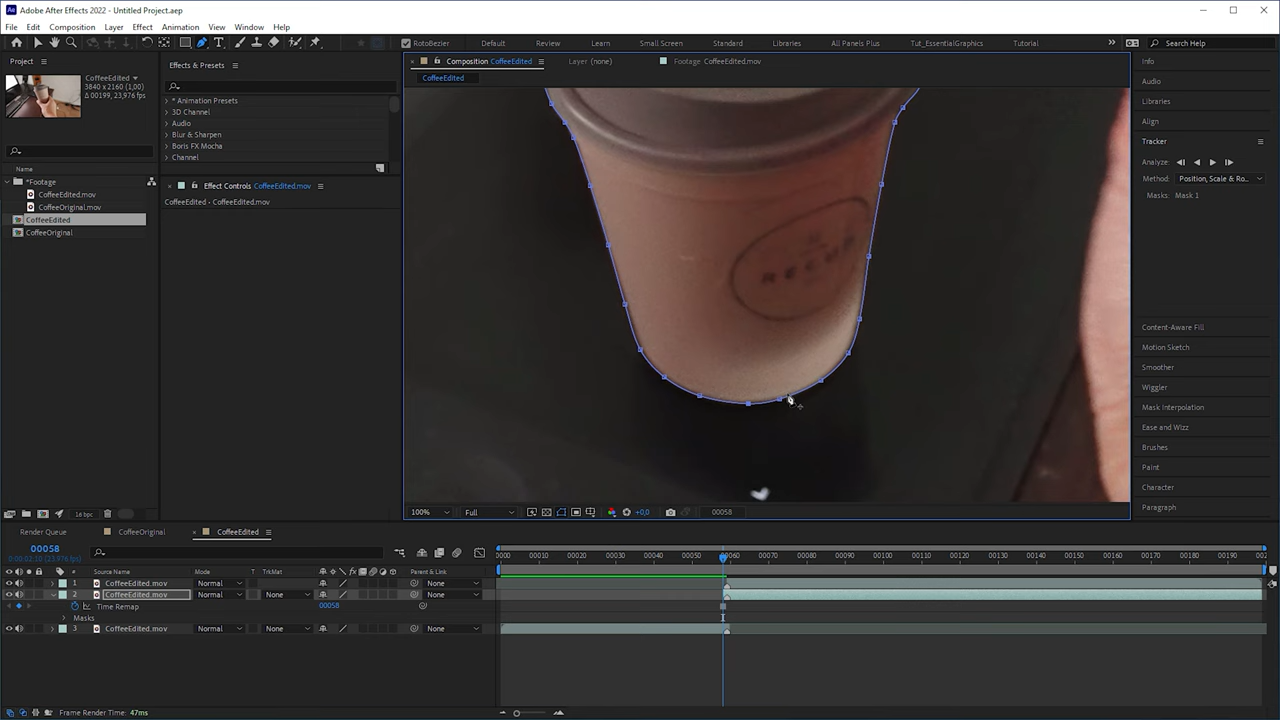 Adobe After Effects 2022 - Untitled Project.aep
File Edit Composition Layer Effect Animation View Window Help
RotoBezier Default Review Learn Small Screen Standard Libraries All Panels Plus Tut_EssentialGraphics Tutorial Search Help
Project
CoffeeEdited
3840 x 2160 (1,00)
Δ 00199, 23,976 fps
Name
*Footage
CoffeeEdited.mov
CoffeeOriginal.mov
CoffeeEdited
CoffeeOriginal
16 bpc
Effects & Presets
* Animation Presets
3D Channel
Audio
Blur & Sharpen
Boris FX Mocha
Channel
Effect Controls CoffeeEdited.mov
CoffeeEdited - CoffeeEdited.mov
Composition CoffeeEdited Layer (none) Footage CoffeeEdited.mov
CoffeeEdited
100% Full +0,0 00058
Info
Audio
Libraries
Align
Tracker
Analyze:
Method: Position, Scale & Ro...
Masks: Mask 1
Content-Aware Fill
Motion Sketch
Smoother
Wiggler
Mask Interpolation
Ease and Wizz
Brushes
Paint
Character
Paragraph
Render Queue CoffeeOriginal CoffeeEdited
00058
# Source Name Mode T TrkMat Parent & Link
0000 00010 00020 00030 00040 00050 00060 00070 00080 00090 00100 00110 00120 00130 00140 00150 00160 00170 00180 00190 002
1 CoffeeEdited.mov Normal None
2 CoffeeEdited.mov Normal None None
Time Remap 00058
Masks
3 CoffeeEdited.mov Normal None None
Frame Render Time: 47ms